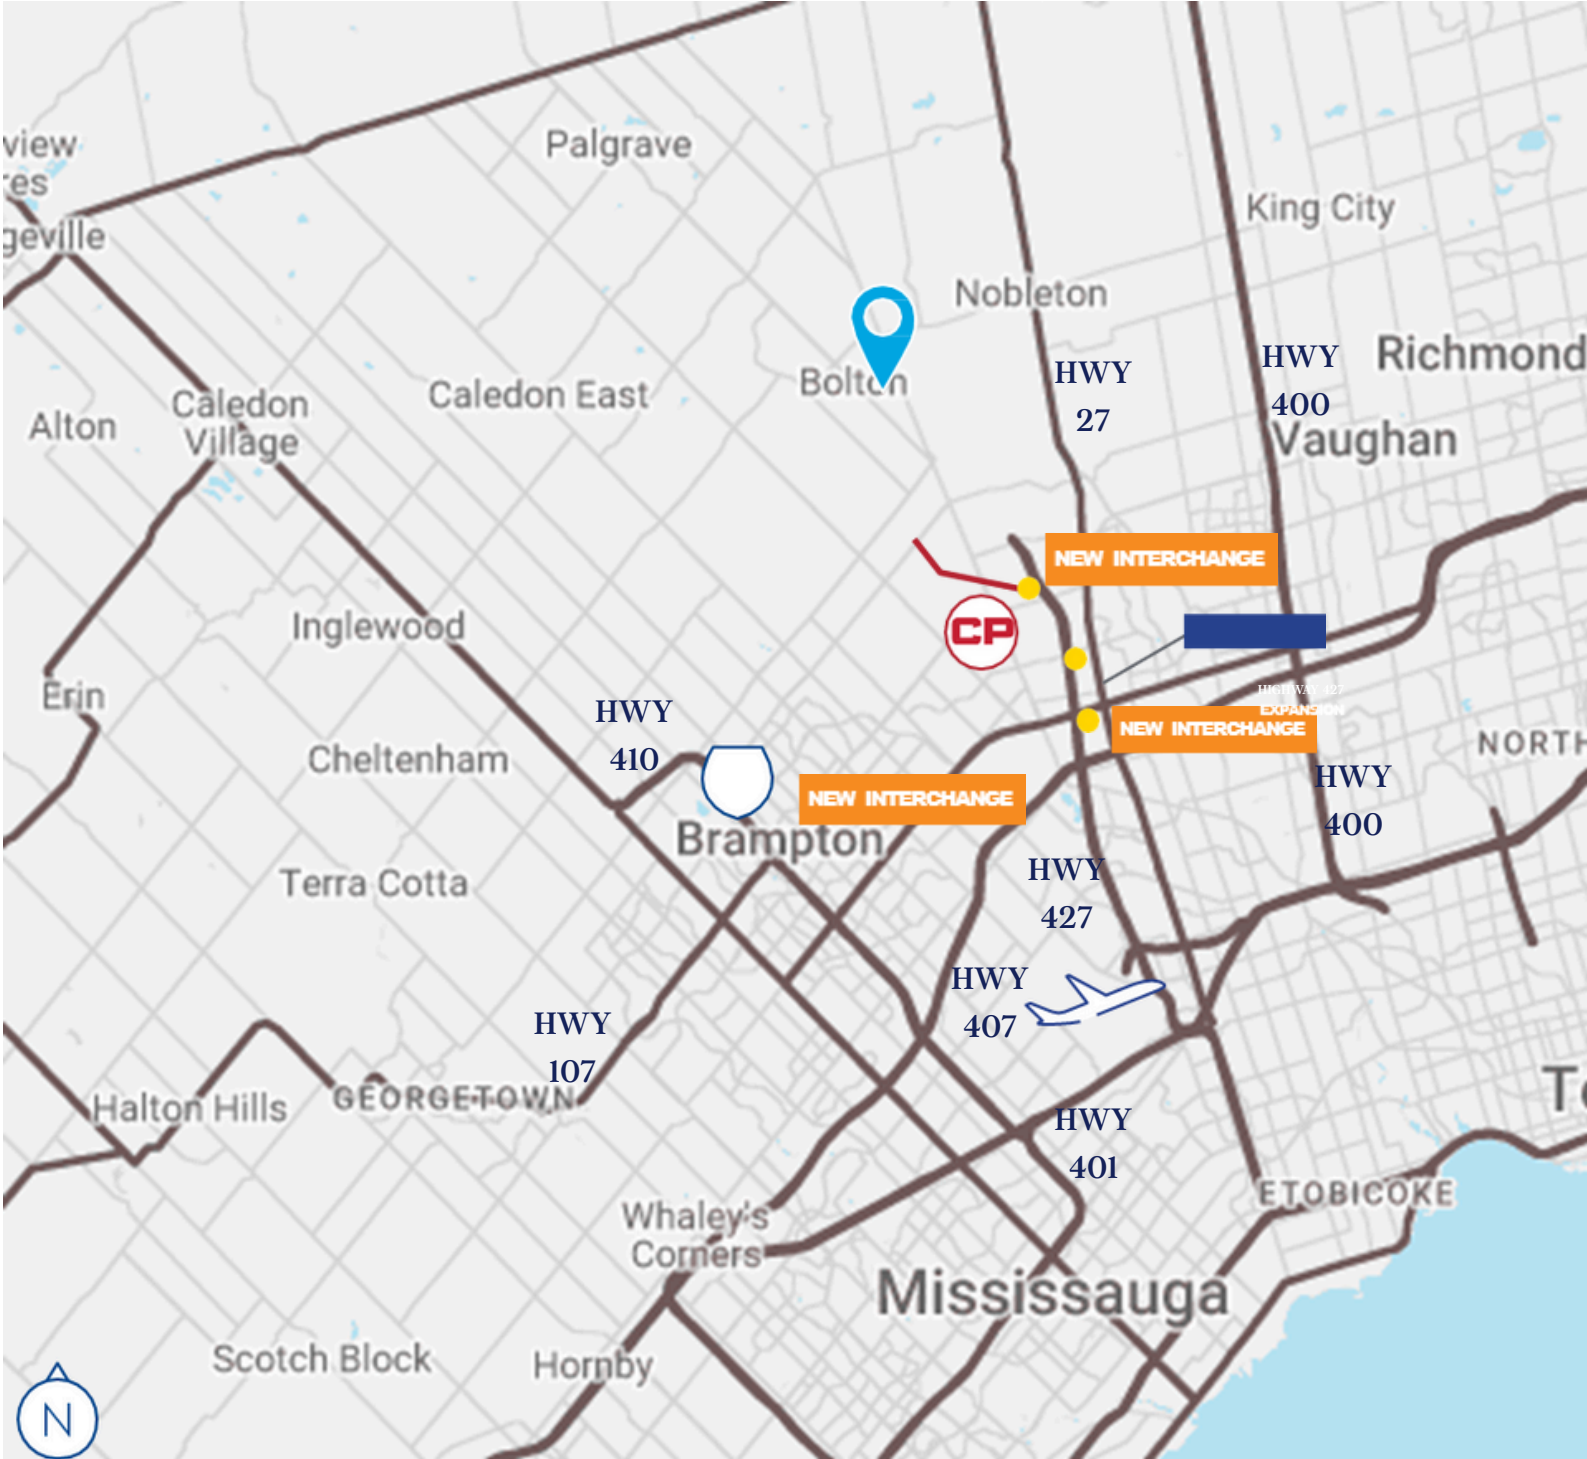 view
res
geville
Palgrave
King City
Nobleton
HWY
27
HWY
400
Richmond
Vaughan
Bolton
Caledon East
Caledon
Village
Alton
NEW INTERCHANGE
CP
Inglewood
Erin
HIGHWAY 427
EXPANSION
NEW INTERCHANGE
HWY
410
Cheltenham
NORTH
HWY
400
NEW INTERCHANGE
Brampton
Terra Cotta
HWY
427
HWY
407
HWY
107
GEORGETOWN
Halton Hills
To
HWY
401
ETOBICOKE
Whaley's
Corners
Mississauga
Scotch Block
Hornby
N